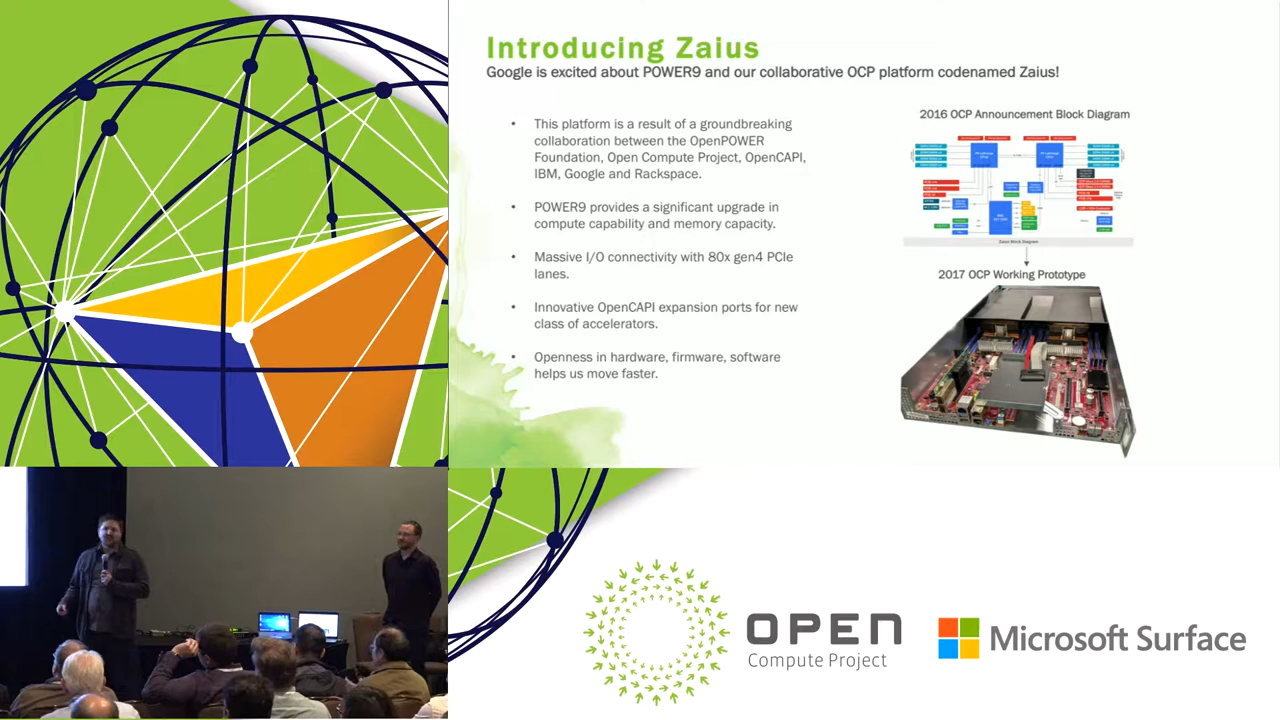 Introducing Zaius
Google is excited about POWER9 and our collaborative OCP platform codenamed Zaius!
• This platform is a result of a groundbreaking
collaboration between the OpenPOWER
Foundation, Open Compute Project, OpenCAPI,
IBM, Google and Rackspace.
• POWER9 provides a significant upgrade in
compute capability and memory capacity.
• Massive I/O connectivity with 80x gen4 PCIe
lanes.
• Innovative OpenCAPI expansion ports for new
class of accelerators.
• Openness in hardware, firmware, software
helps us move faster.
2016 OCP Announcement Block Diagram
Zaius Block Diagram
2017 OCP Working Prototype
OPEN
Compute Project
Microsoft Surface